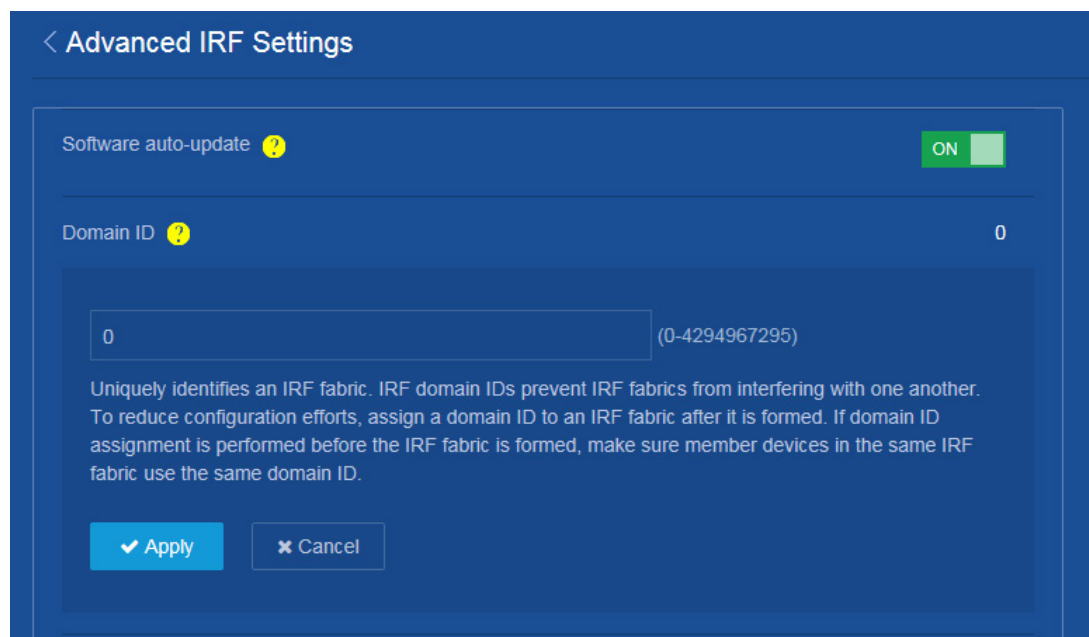 Advanced IRF Settings
Software auto-update ?
ON
Domain ID ?
0
0
(0-4294967295)
Uniquely identifies an IRF fabric. IRF domain IDs prevent IRF fabrics from interfering with one another.
To reduce configuration efforts, assign a domain ID to an IRF fabric after it is formed. If domain ID
assignment is performed before the IRF fabric is formed, make sure member devices in the same IRF
fabric use the same domain ID.
Apply
Cancel